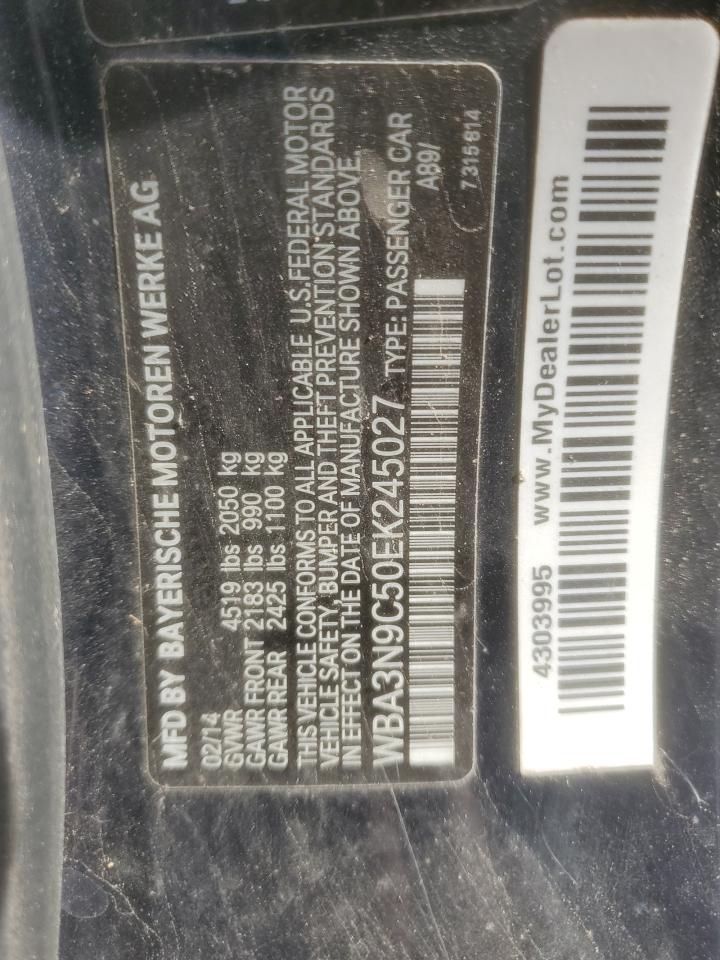 MFD BY BAYERISCHE MOTOREN WERKE AG
02/14
GVWR 4519 lbs 2050 kg
GAWR FRONT 2183 lbs 990 kg
GAWR REAR 2425 lbs 1100 kg
THIS VEHICLE CONFORMS TO ALL APPLICABLE U.S. FEDERAL MOTOR
VEHICLE SAFETY, BUMPER AND THEFT PREVENTION STANDARDS
IN EFFECT ON THE DATE OF MANUFACTURE SHOWN ABOVE.
WBA3N9C50EK245027 TYPE: PASSENGER CAR
A89/
7 315 814
4303995 www.MyDealerLot.com